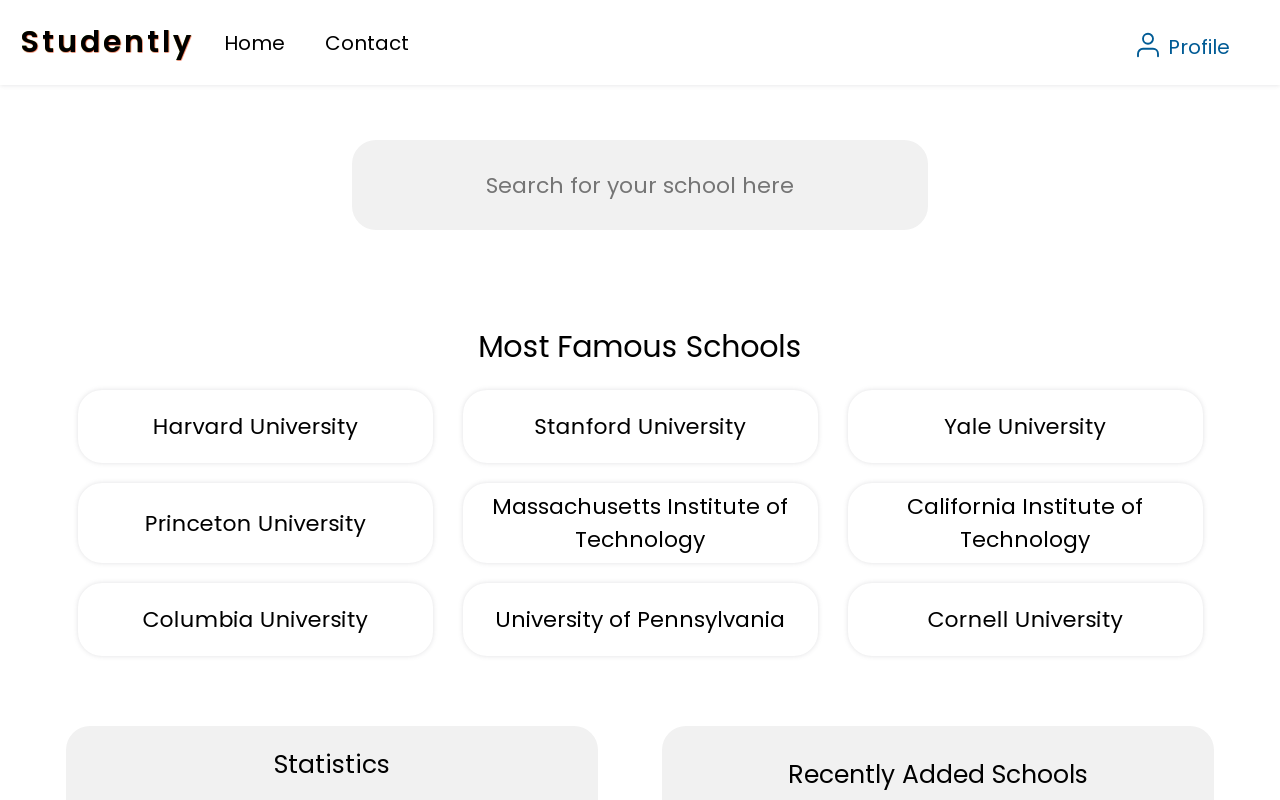 Studently
Home
Contact
Profile
Search for your school here
Most Famous Schools
Harvard University
Stanford University
Yale University
Princeton University
Massachusetts Institute of
Technology
California Institute of
Technology
Columbia University
University of Pennsylvania
Cornell University
Statistics
Recently Added Schools